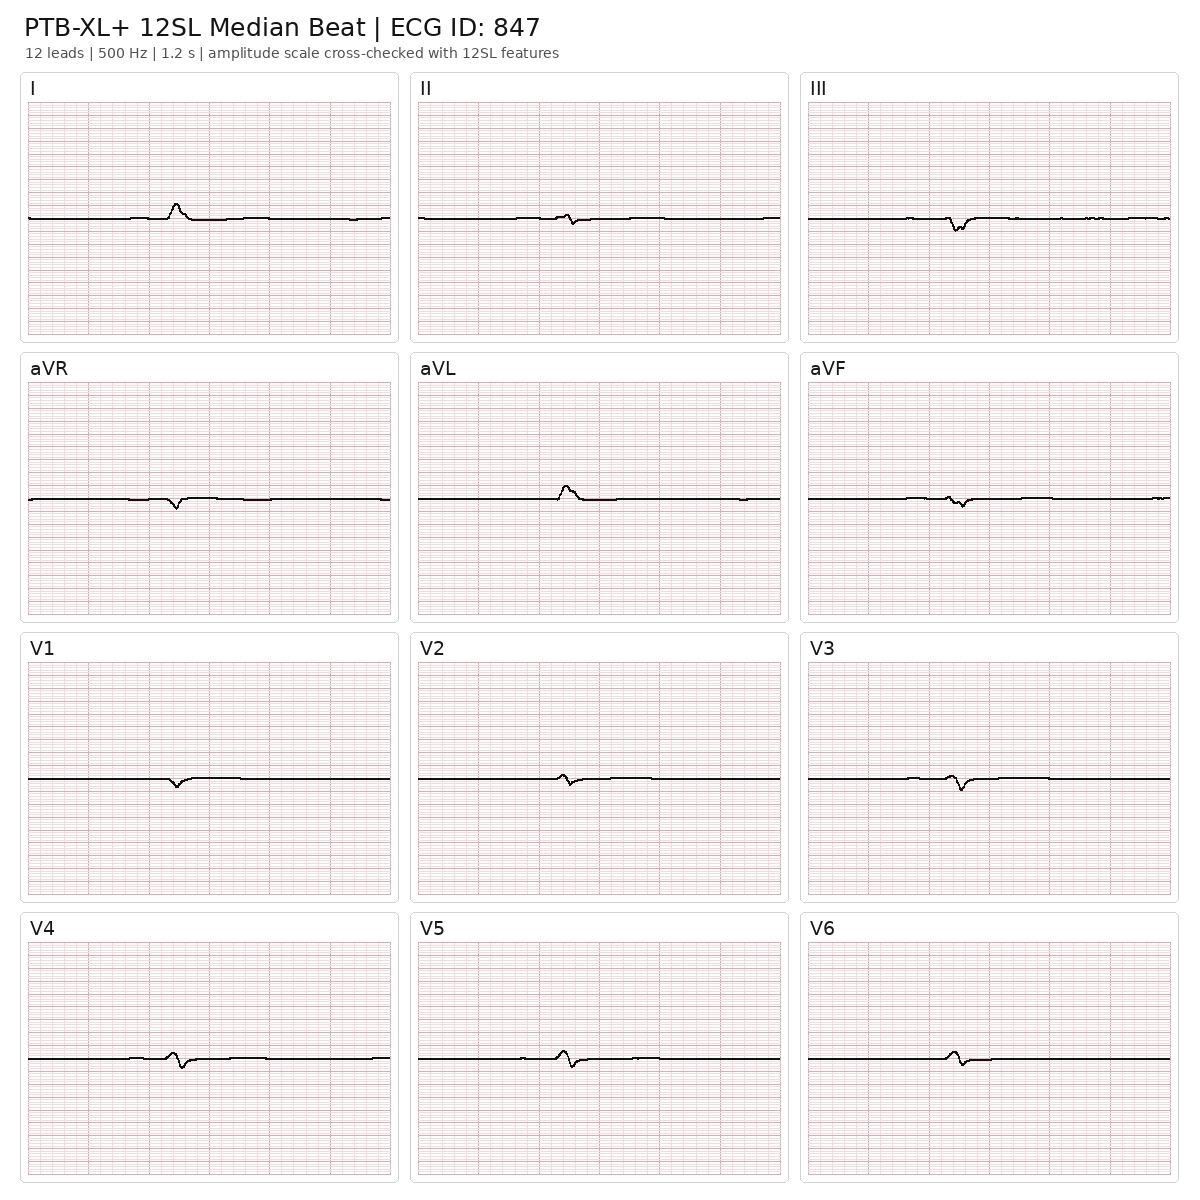 PTB-XL+ 12SL Median Beat | ECG ID: 847
12 leads | 500 Hz | 1.2 s | amplitude scale cross-checked with 12SL features
I
II
III
aVR
aVL
aVF
V1
V2
V3
V4
V5
V6